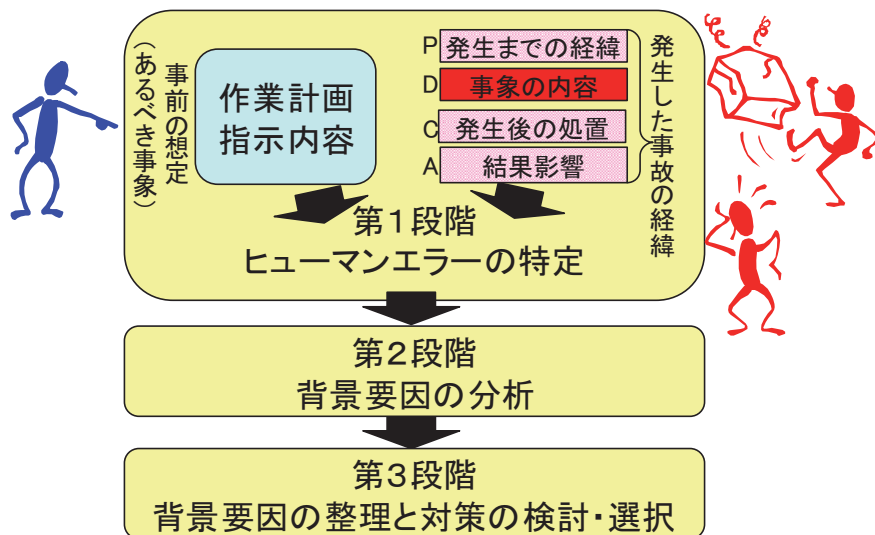 事前の想定
（あるべき事象）
作業計画
指示内容
P 発生までの経緯
D 事象の内容
C 発生後の処置
A 結果影響
発生した事故の経緯
第1段階
ヒューマンエラーの特定
第2段階
背景要因の分析
第3段階
背景要因の整理と対策の検討・選択